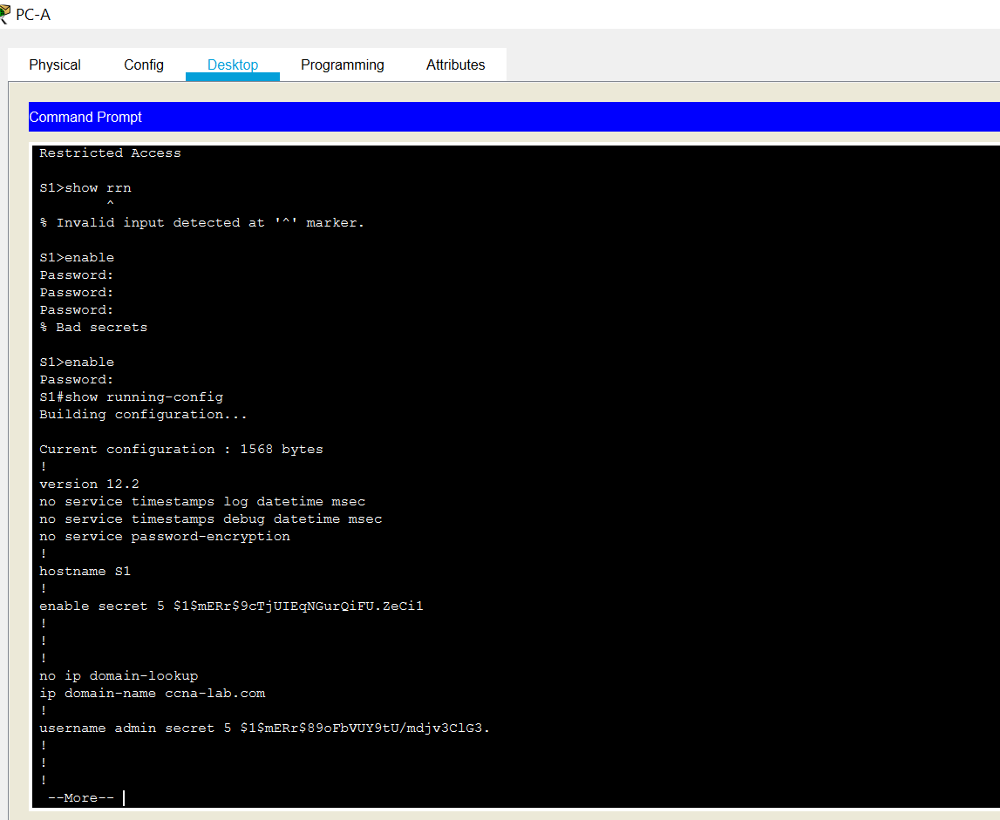 PC-A
Physical Config Desktop Programming Attributes
Command Prompt
Restricted Access
S1>show rrn
^
% Invalid input detected at '^' marker.
S1>enable
Password:
Password:
Password:
% Bad secrets
S1>enable
Password:
S1#show running-config
Building configuration...
Current configuration : 1568 bytes
!
version 12.2
no service timestamps log datetime msec
no service timestamps debug datetime msec
no service password-encryption
!
hostname S1
!
enable secret 5 $1$mERr$9cTjUIEqNGurQiFU.ZeCi1
!
!
!
no ip domain-lookup
ip domain-name ccna-lab.com
!
username admin secret 5 $1$mERr$89oFbVUY9tU/mdjv3ClG3.
!
!
!
--More--